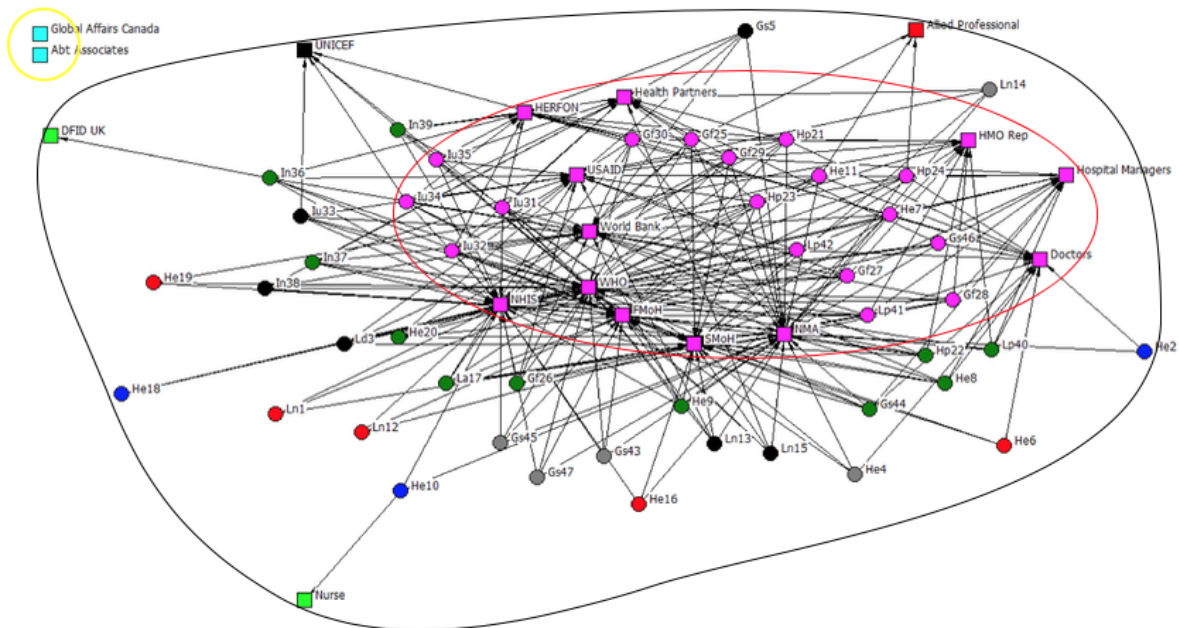 Global Affairs Canada
Abt Associates
UNICEF
Gs5
Allied Professional
Ln14
Health Partners
HERFON
DFID UK
In39
Gf30
Gf25
Hp21
HMO Rep
Iu35
Gf29
In36
USAID
He11
Hp24
Hospital Managers
Iu34
Iu31
Hp23
He7
Iu33
World Bank
Iu32
Lp42
Gs46
Doctors
In37
He19
In38
WHO
Gf27
NHIS
Gf28
FMoH
Lp41
He20
Ld3
SMoH
NMA
Hp22
Lp40
He2
He18
La17
Gf26
He8
Ln1
He9
Gs44
Ln12
Gs45
Ln13
He6
Gs43
Ln15
Gs47
He4
He10
He16
Nurse